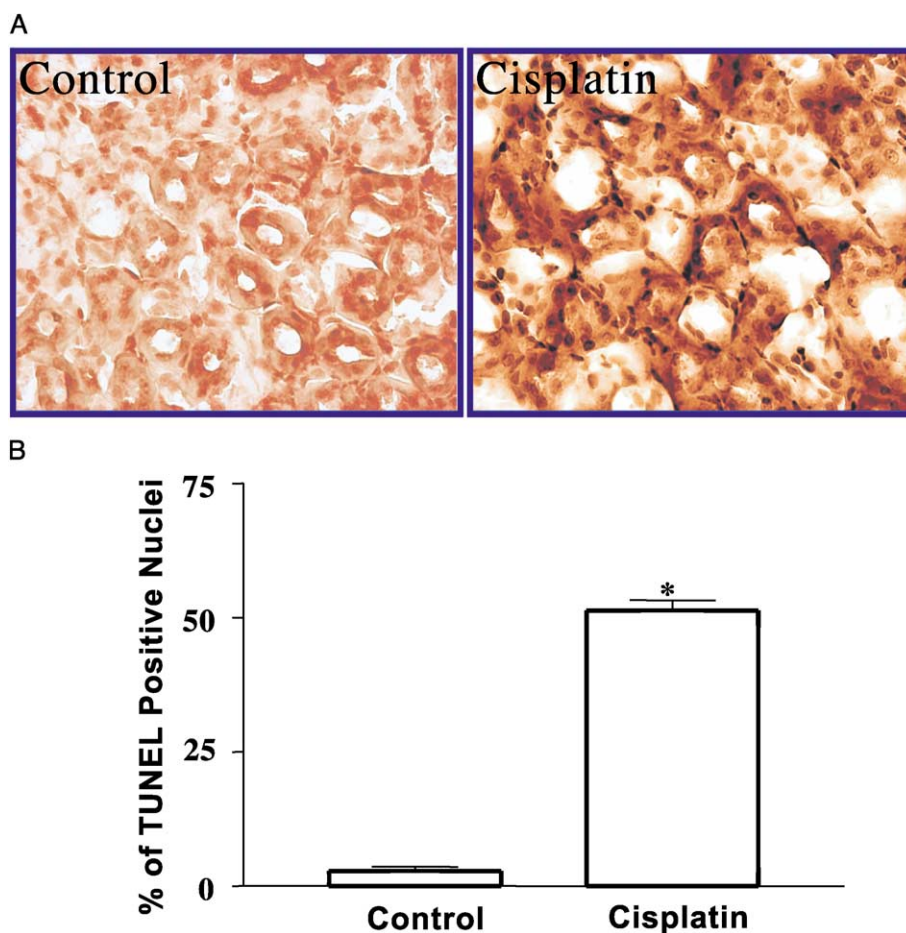 A
Control
Cisplatin
B
% of TUNEL Positive Nuclei
75
50
25
0
*
Control
Cisplatin